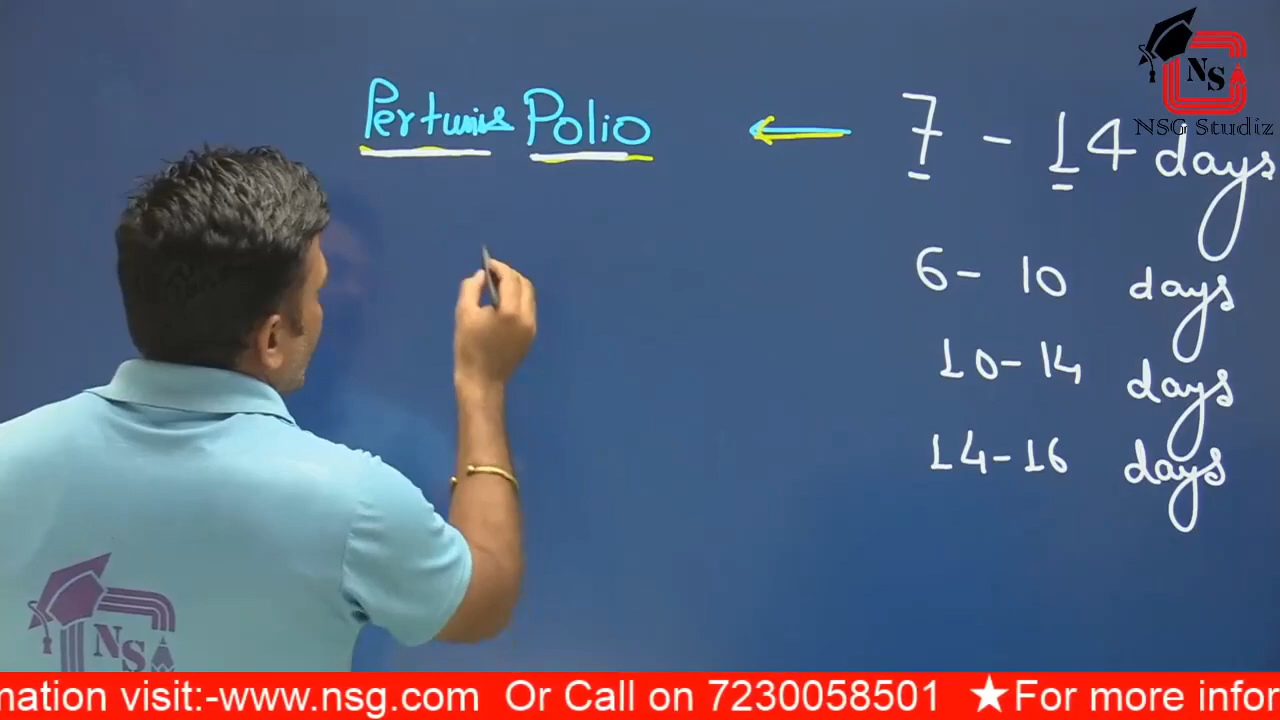 Pertusis Polio 7 - 14 days
6 - 10 days
10 - 14 days
14 - 16 days
NS
NSG Studiz
NS
mation visit:-www.nsg.com Or Call on 7230058501 ★For more infor